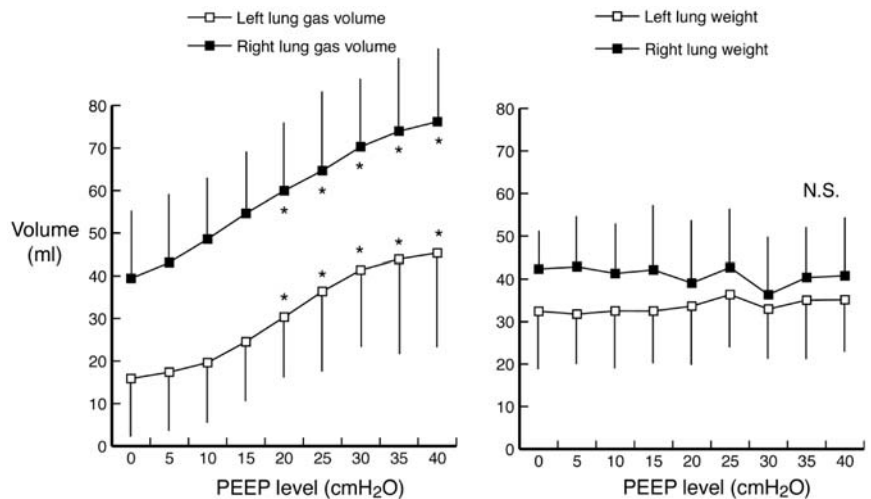 Left lung gas volume
Right lung gas volume
80
70
60
50
40
30
20
10
0
Volume
(ml)
* * * * *
* * * * *
0 5 10 15 20 25 30 35 40
PEEP level (cmH₂O)
Left lung weight
Right lung weight
80
70
60
50
40
30
20
10
0
N.S.
0 5 10 15 20 25 30 35 40
PEEP level (cmH₂O)